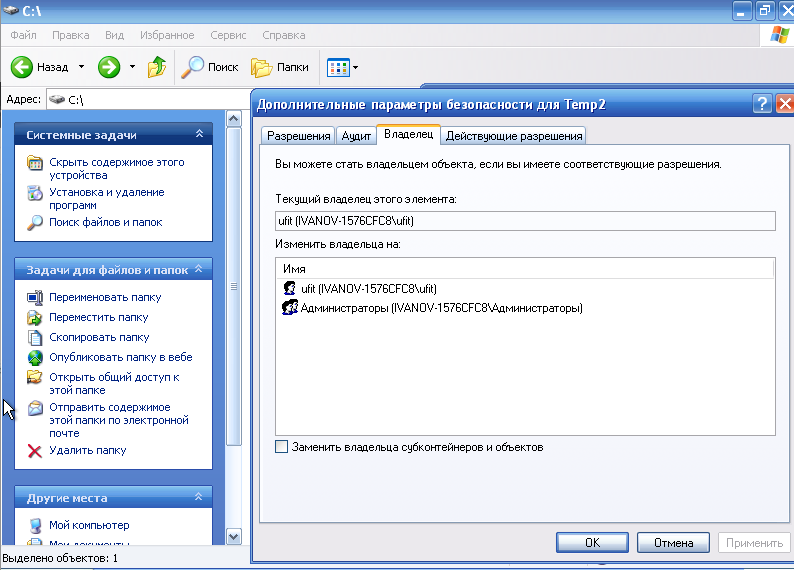 C:\
Файл Правка Вид Избранное Сервис Справка
Назад Поиск Папки
Адрес: C:\
Системные задачи
Скрыть содержимое этого
устройства
Установка и удаление
программ
Поиск файлов и папок
Задачи для файлов и папок
Переименовать папку
Переместить папку
Скопировать папку
Опубликовать папку в вебе
Открыть общий доступ к
этой папке
Отправить содержимое
этой папки по электронной
почте
Удалить папку
Другие места
Мой компьютер
Мои документы
Выделено объектов: 1
Дополнительные параметры безопасности для Temp2
Разрешения Аудит Владелец Действующие разрешения
Вы можете стать владельцем объекта, если вы имеете соответствующие разрешения.
Текущий владелец этого элемента:
ufit (IVANOV-1576CFC8\ufit)
Изменить владельца на:
Имя
ufit (IVANOV-1576CFC8\ufit)
Администраторы (IVANOV-1576CFC8\Администраторы)
Заменить владельца субконтейнеров и объектов
OK Отмена Применить